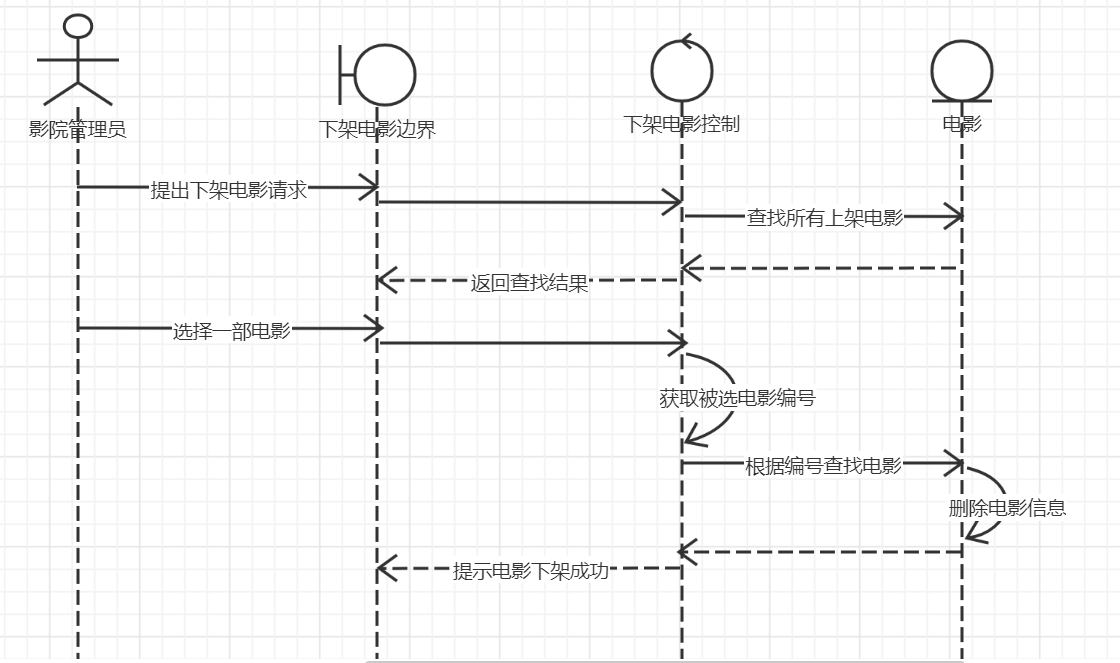 影院管理员
下架电影边界
下架电影控制
电影
提出下架电影请求
查找所有上架电影
返回查找结果
选择一部电影
获取被选电影编号
根据编号查找电影
删除电影信息
提示电影下架成功